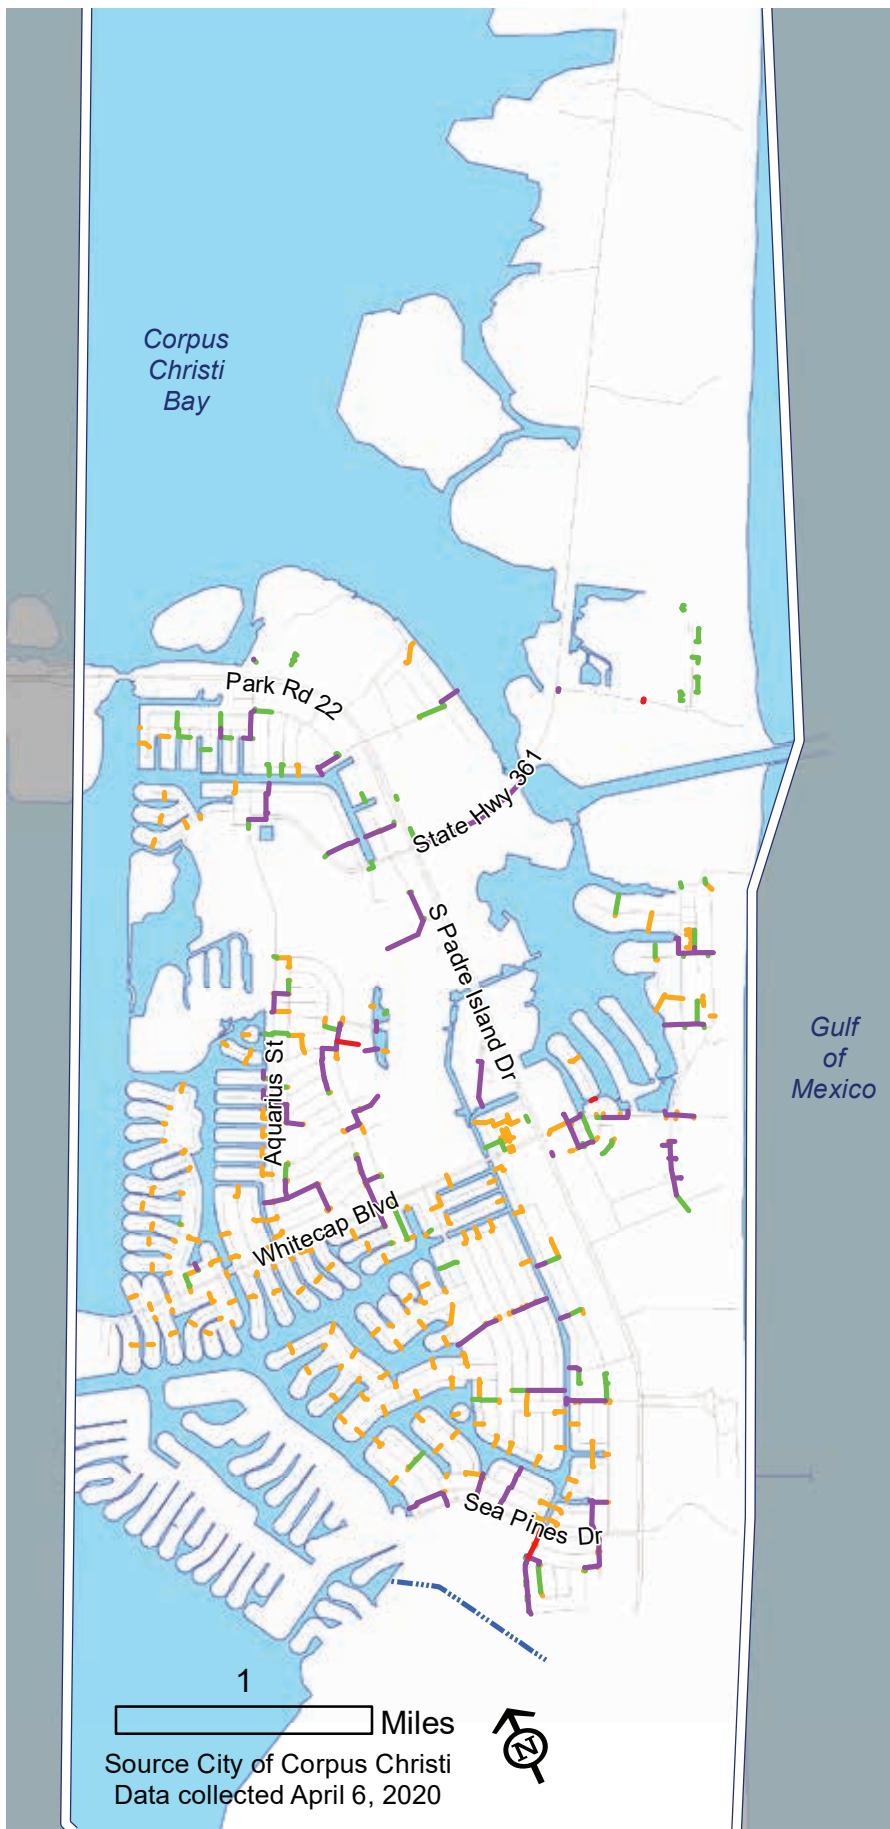 Corpus
Christi
Bay
Park Rd 22
State Hwy 361
S Padre Island Dr
Gulf
of
Mexico
Aquarius St
Whitecap Blvd
Sea Pines Dr
1
Miles
N
Source City of Corpus Christi
Data collected April 6, 2020